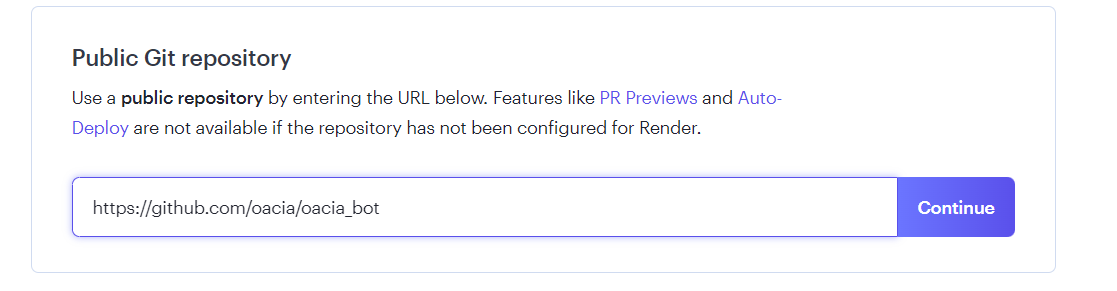 Public Git repository
Use a public repository by entering the URL below. Features like PR Previews and Auto-
Deploy are not available if the repository has not been configured for Render.
https://github.com/oacia/oacia_bot
Continue